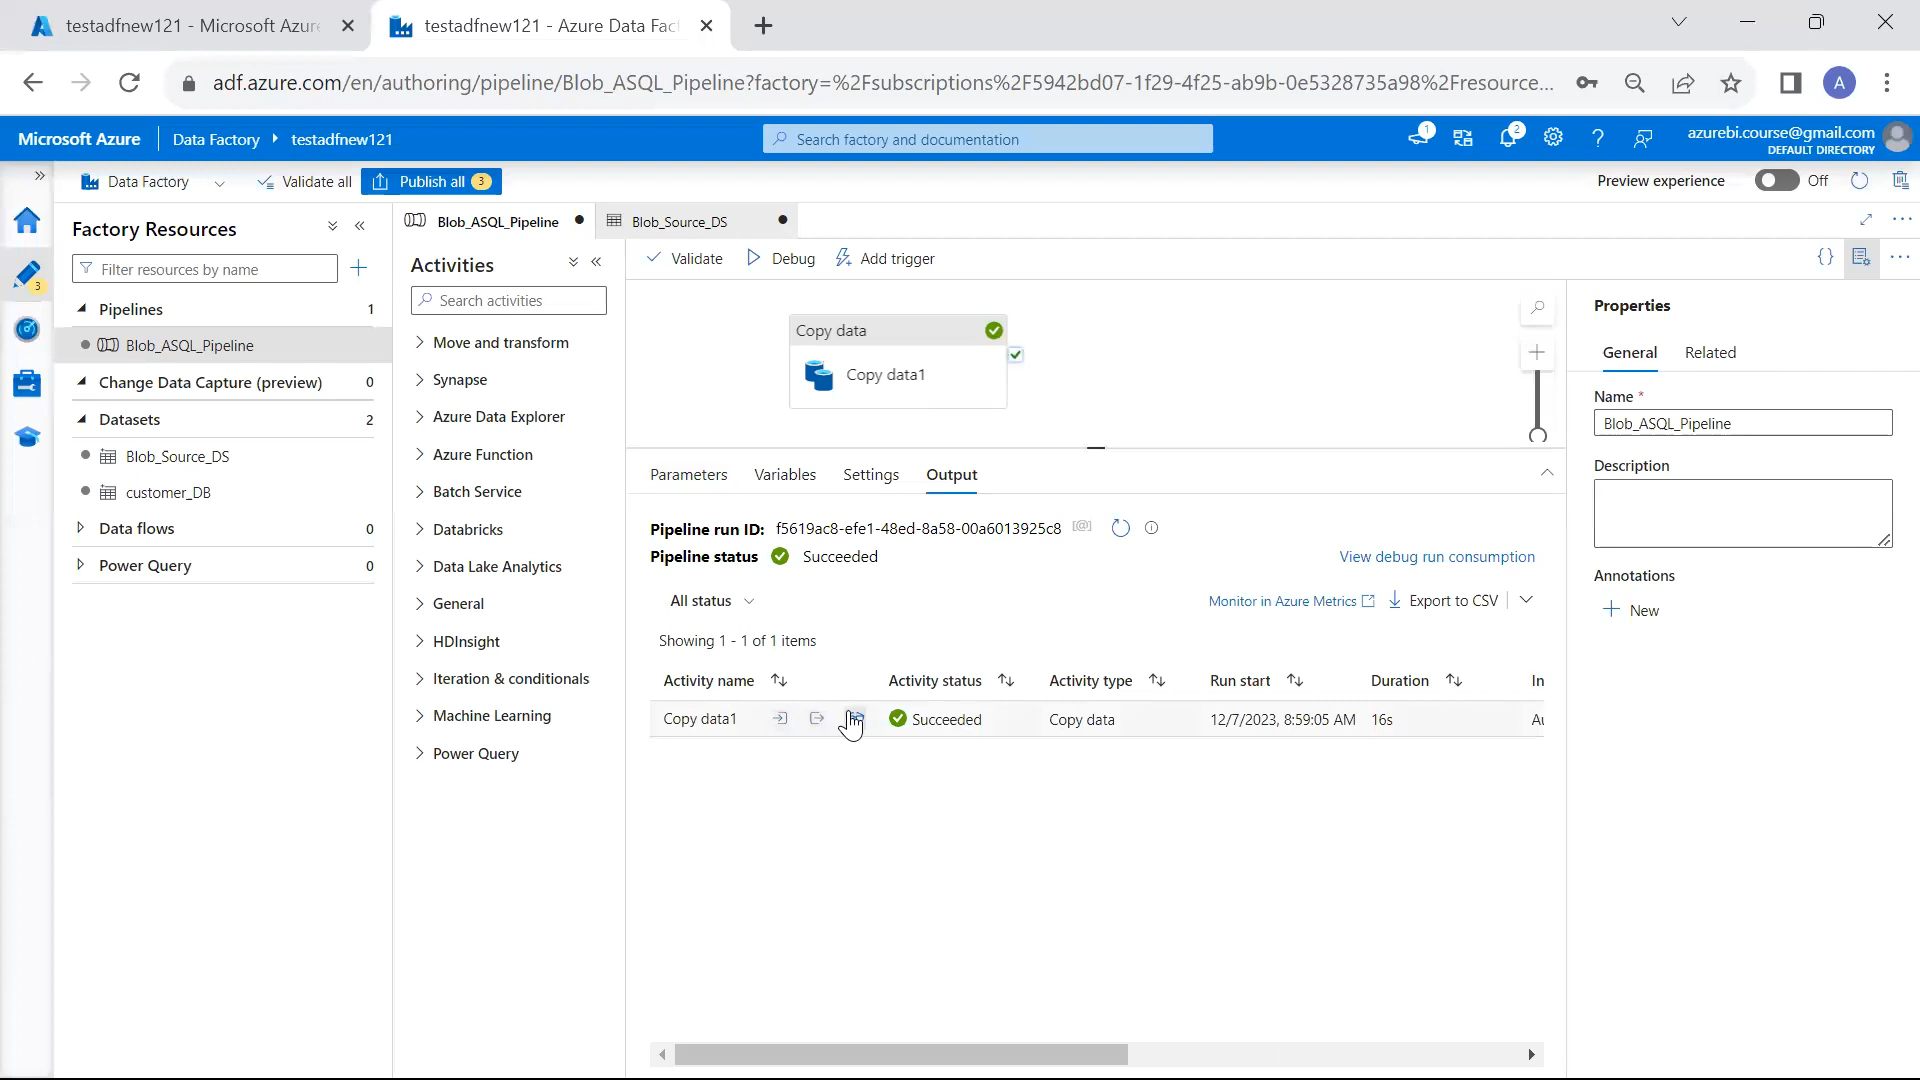 testadfnew121 - Microsoft Azur
testadfnew121 - Azure Data Fac
adf.azure.com/en/authoring/pipeline/Blob_ASQL_Pipeline?factory=%2Fsubscriptions%2F5942bd07-1f29-4f25-ab9b-0e5328735a98%2Fresource...
A
Microsoft Azure
Data Factory
testadfnew121
Search factory and documentation
1
2
azurebi.course@gmail.com
DEFAULT DIRECTORY
Data Factory
Validate all
Publish all 3
Preview experience
Off
Factory Resources
Filter resources by name
3
Pipelines 1
Blob_ASQL_Pipeline
Change Data Capture (preview) 0
Datasets 2
Blob_Source_DS
customer_DB
Data flows 0
Power Query 0
Blob_ASQL_Pipeline
Blob_Source_DS
Activities
Search activities
Move and transform
Synapse
Azure Data Explorer
Azure Function
Batch Service
Databricks
Data Lake Analytics
General
HDInsight
Iteration & conditionals
Machine Learning
Power Query
Validate
Debug
Add trigger
Copy data
Copy data1
Parameters Variables Settings Output
Pipeline run ID: f5619ac8-efe1-48ed-8a58-00a6013925c8
Pipeline status Succeeded
View debug run consumption
All status
Monitor in Azure Metrics
Export to CSV
Showing 1 - 1 of 1 items
Activity name Activity status Activity type Run start Duration In
Copy data1 Succeeded Copy data 12/7/2023, 8:59:05 AM 16s Au
Properties
General Related
Name *
Blob_ASQL_Pipeline
Description
Annotations
New